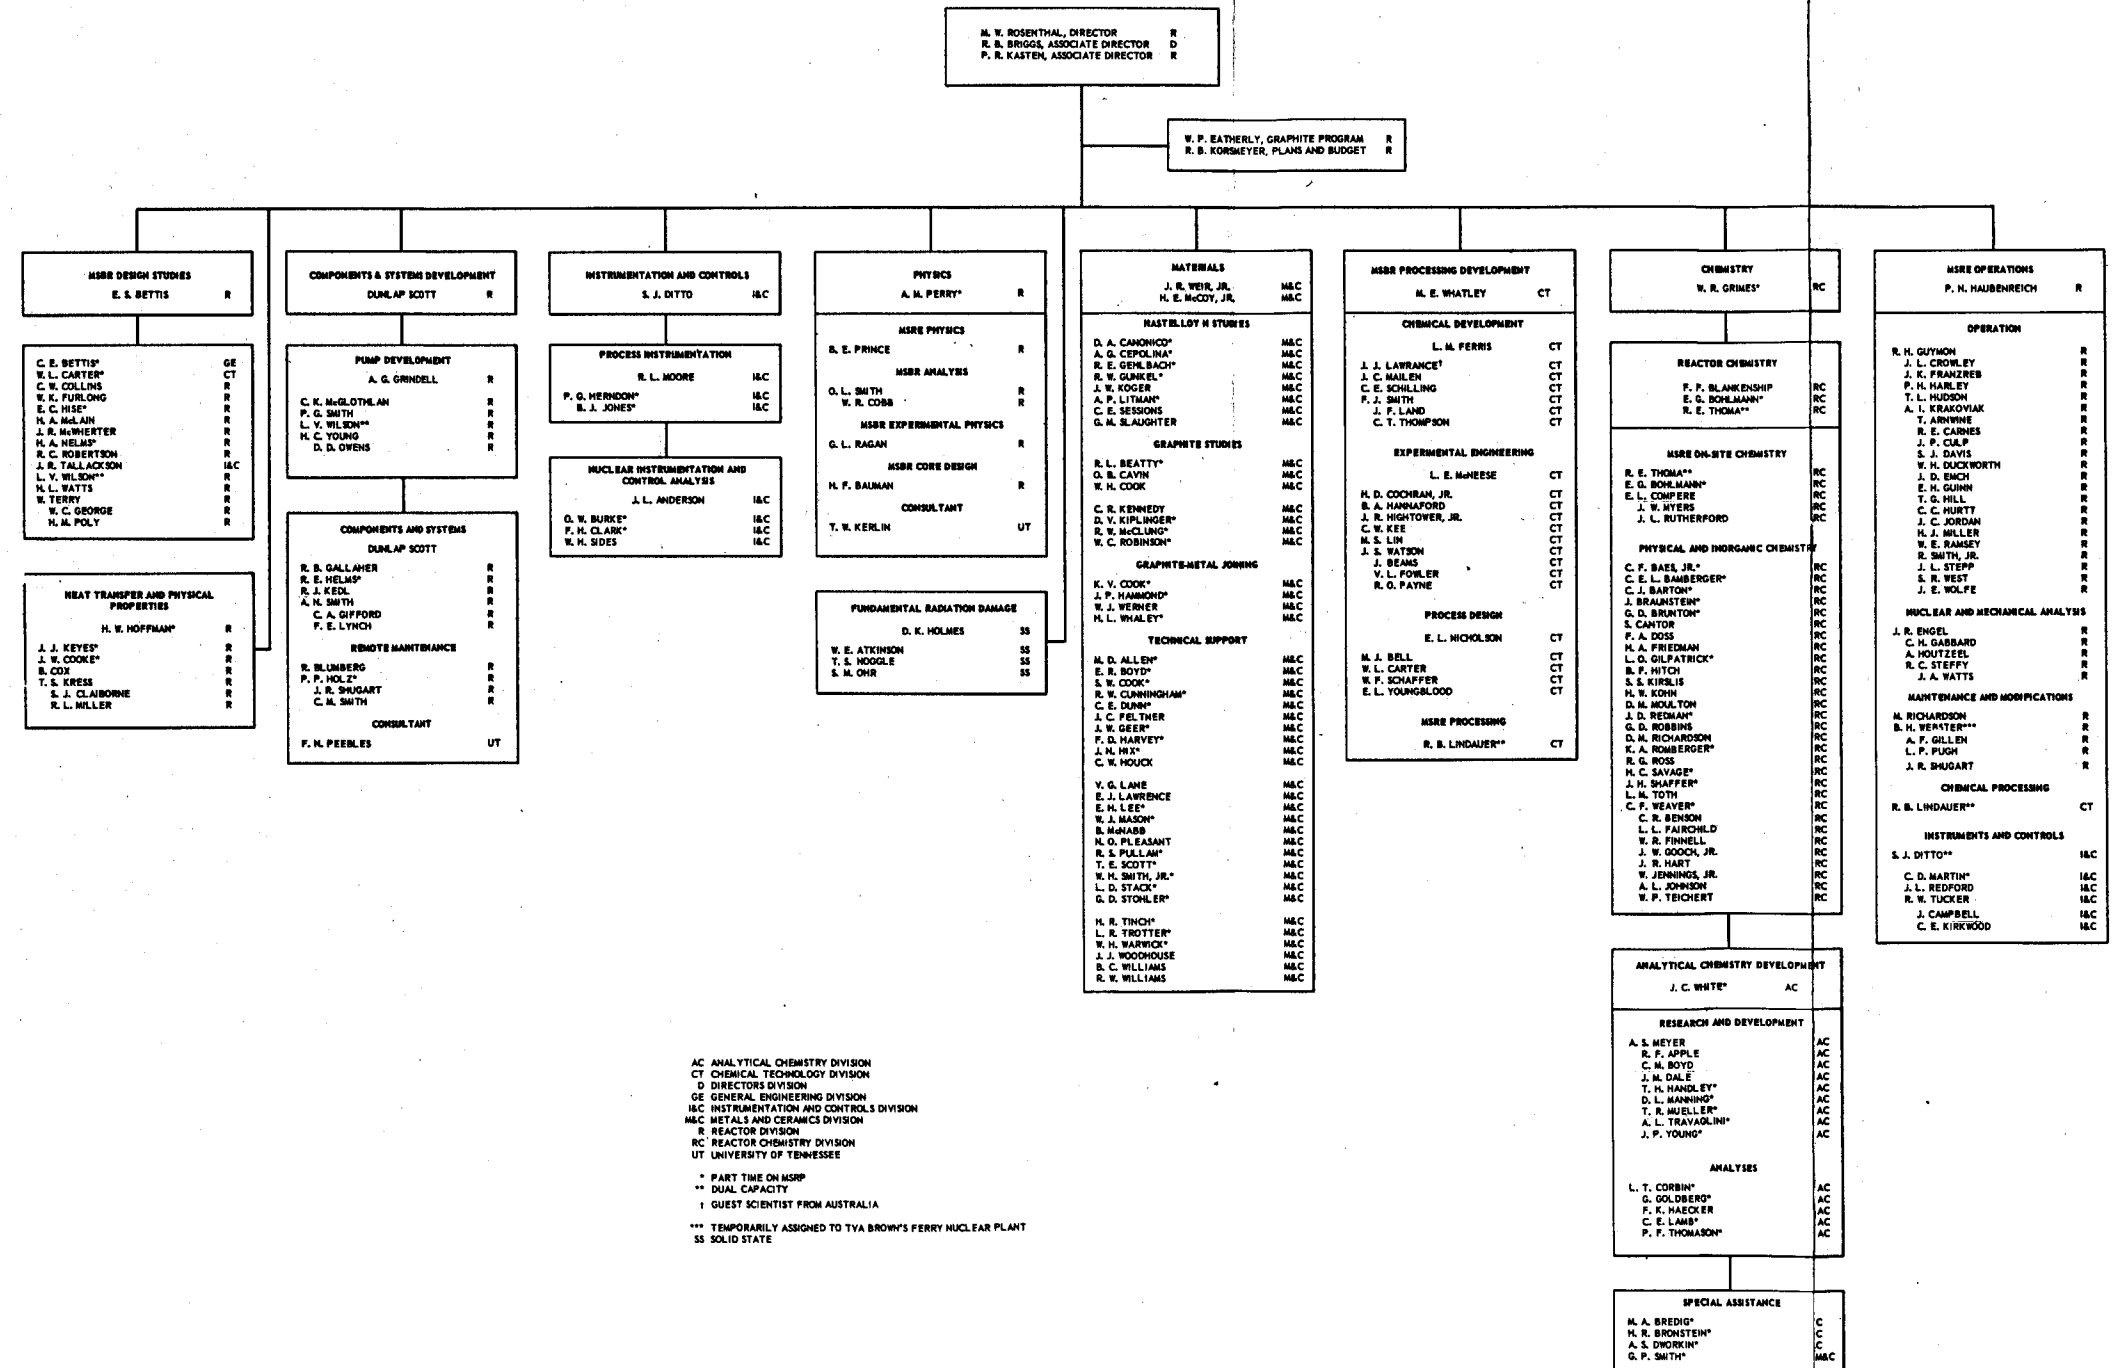 M. W. ROSENTHAL, DIRECTOR R
R. B. BRIGGS, ASSOCIATE DIRECTOR D
P. R. KASTEN, ASSOCIATE DIRECTOR R
W. P. EATHERLY, GRAPHITE PROGRAM R
R. B. KORSMEYER, PLANS AND BUDGET R
MSBR DESIGN STUDIES
E. S. BETTIS R
C. E. BETTIS* GE
W. L. CARTER* CT
C. W. COLLINS R
W. K. FURLONG R
E. C. HISE* R
H. A. McLAIN R
J. R. McWHERTER R
H. A. NELMS* R
R. C. ROBERTSON R
J. R. TALLACKSON I&C
L. V. WILSON** R
H. L. WATTS R
W. TERRY R
W. C. GEORGE R
H. M. POLY R
HEAT TRANSFER AND PHYSICAL
PROPERTIES
H. W. HOFFMAN* R
J. J. KEYES* R
J. W. COOKE* R
B. COX R
T. S. KRESS R
S. J. CLAIBORNE R
R. L. MILLER R
COMPONENTS & SYSTEMS DEVELOPMENT
DUNLAP SCOTT R
PUMP DEVELOPMENT
A. G. GRINDELL R
C. K. McGLOTHLAN R
P. G. SMITH R
L. V. WILSON** R
H. C. YOUNG R
D. D. OWENS R
COMPONENTS AND SYSTEMS
DUNLAP SCOTT
R. B. GALLAHER R
R. E. HELMS* R
R. J. KEDL R
A. N. SMITH R
C. A. GIFFORD R
F. E. LYNCH R
REMOTE MAINTENANCE
R. BLUMBERG R
P. P. HOLZ* R
J. R. SHUGART R
C. M. SMITH R
CONSULTANT
F. N. PEEBLES UT
INSTRUMENTATION AND CONTROLS
S. J. DITTO I&C
PROCESS INSTRUMENTATION
R. L. MOORE I&C
P. G. HERNDON* I&C
B. J. JONES* I&C
NUCLEAR INSTRUMENTATION AND
CONTROL ANALYSIS
J. L. ANDERSON I&C
O. W. BURKE* I&C
F. H. CLARK* I&C
W. H. SIDES I&C
PHYSICS
A. M. PERRY* R
MSRE PHYSICS
B. E. PRINCE R
MSBR ANALYSIS
O. L. SMITH R
W. R. COBB R
MSBR EXPERIMENTAL PHYSICS
G. L. RAGAN R
MSBR CORE DESIGN
H. F. BAUMAN R
CONSULTANT
T. W. KERLIN UT
FUNDAMENTAL RADIATION DAMAGE
D. K. HOLMES SS
W. E. ATKINSON SS
T. S. NOGGLE SS
S. M. OHR SS
MATERIALS
J. R. WEIR, JR. M&C
H. E. McCOY, JR. M&C
HASTELLOY N STUDIES
D. A. CANONICO* M&C
A. G. CEPOLINA* M&C
R. E. GEHLBACH* M&C
R. W. GUNKEL* M&C
J. W. KOGER M&C
A. P. LITMAN* M&C
C. E. SESSIONS M&C
G. M. SLAUGHTER M&C
GRAPHITE STUDIES
R. L. BEATTY* M&C
O. B. CAVIN M&C
W. H. COOK M&C
C. R. KENNEDY M&C
D. V. KIPLINGER* M&C
R. W. McCLUNG* M&C
W. C. ROBINSON* M&C
GRAPHITE-METAL JOINING
K. V. COOK* M&C
J. P. HAMMOND* M&C
W. J. WERNER M&C
H. L. WHALEY* M&C
TECHNICAL SUPPORT
M. D. ALLEN* M&C
E. R. BOYD* M&C
S. W. COOK* M&C
R. W. CUNNINGHAM* M&C
C. E. DUNN* M&C
J. C. FELTNER M&C
J. W. GEER* M&C
F. D. HARVEY* M&C
J. N. HIX* M&C
C. W. HOUCK M&C
V. G. LANE M&C
E. J. LAWRENCE M&C
E. H. LEE* M&C
W. J. MASON* M&C
B. McNABB M&C
N. O. PLEASANT M&C
R. S. PULLAM* M&C
T. E. SCOTT* M&C
W. H. SMITH, JR.* M&C
L. D. STACK* M&C
G. D. STOHLER* M&C
H. R. TINCH* M&C
L. R. TROTTER* M&C
W. H. WARWICK* M&C
J. J. WOODHOUSE M&C
B. C. WILLIAMS M&C
R. W. WILLIAMS M&C
MSBR PROCESSING DEVELOPMENT
M. E. WHATLEY CT
CHEMICAL DEVELOPMENT
L. M. FERRIS CT
J. J. LAWRANCE† CT
J. C. MAILEN CT
C. E. SCHILLING CT
F. J. SMITH CT
J. F. LAND CT
C. T. THOMPSON CT
EXPERIMENTAL ENGINEERING
L. E. McNEESE CT
H. D. COCHRAN, JR. CT
B. A. HANNAFORD CT
J. R. HIGHTOWER, JR. CT
C. W. KEE CT
M. S. LIN CT
J. S. WATSON CT
J. BEAMS CT
V. L. FOWLER CT
R. O. PAYNE CT
PROCESS DESIGN
E. L. NICHOLSON CT
M. J. BELL CT
W. L. CARTER CT
W. F. SCHAFFER CT
E. L. YOUNGBLOOD CT
MSRE PROCESSING
R. B. LINDAUER** CT
CHEMISTRY
W. R. GRIMES* RC
REACTOR CHEMISTRY
F. F. BLANKENSHIP RC
E. G. BOHLMANN* RC
R. E. THOMA** RC
MSRE ON-SITE CHEMISTRY
R. E. THOMA** RC
E. G. BOHLMANN* RC
E. L. COMPERE RC
J. W. MYERS RC
J. L. RUTHERFORD RC
PHYSICAL AND INORGANIC CHEMISTRY
C. F. BAES, JR.* RC
C. E. L. BAMBERGER* RC
C. J. BARTON* RC
J. BRAUNSTEIN* RC
G. D. BRUNTON* RC
S. CANTOR RC
F. A. DOSS RC
H. A. FRIEDMAN RC
L. O. GILPATRICK* RC
B. F. HITCH RC
S. S. KIRSLIS RC
H. W. KOHN RC
D. M. MOULTON RC
J. D. REDMAN* RC
G. D. ROBBINS RC
D. M. RICHARDSON RC
K. A. ROMBERGER* RC
R. G. ROSS RC
H. C. SAVAGE* RC
J. H. SHAFFER* RC
L. M. TOTH RC
C. F. WEAVER* RC
C. R. BENSON RC
L. L. FAIRCHILD RC
W. R. FINNELL RC
J. W. GOOCH, JR. RC
J. R. HART RC
W. JENNINGS, JR. RC
A. L. JOHNSON RC
W. P. TEICHERT RC
ANALYTICAL CHEMISTRY DEVELOPMENT
J. C. WHITE* AC
RESEARCH AND DEVELOPMENT
A. S. MEYER AC
R. F. APPLE AC
C. M. BOYD AC
J. M. DALE AC
T. H. HANDLEY* AC
D. L. MANNING* AC
T. R. MUELLER* AC
A. L. TRAVAGLINI* AC
J. P. YOUNG* AC
ANALYSES
L. T. CORBIN* AC
G. GOLDBERG* AC
F. K. HAECKER AC
C. E. LAMB* AC
P. F. THOMASON* AC
SPECIAL ASSISTANCE
M. A. BREDIG* C
H. R. BRONSTEIN* C
A. S. DWORKIN* C
G. P. SMITH* M&C
MSRE OPERATIONS
P. N. HAUBENREICH R
OPERATION
R. H. GUYMON R
J. L. CROWLEY R
J. K. FRANZREB R
P. H. HARLEY R
T. L. HUDSON R
A. I. KRAKOVIAK R
T. ARNWINE R
R. E. CARNES R
J. P. CULP R
S. J. DAVIS R
W. H. DUCKWORTH R
J. D. EMCH R
E. H. GUINN R
T. G. HILL R
C. C. HURTT R
J. C. JORDAN R
H. J. MILLER R
W. E. RAMSEY R
R. SMITH, JR. R
J. L. STEPP R
S. R. WEST R
J. E. WOLFE R
NUCLEAR AND MECHANICAL ANALYSIS
J. R. ENGEL R
C. H. GABBARD R
A. HOUTZEEL R
R. C. STEFFY R
J. A. WATTS R
MAINTENANCE AND MODIFICATIONS
M. RICHARDSON R
B. H. WEBSTER*** R
A. F. GILLEN R
L. P. PUGH R
J. R. SHUGART R
CHEMICAL PROCESSING
R. B. LINDAUER** CT
INSTRUMENTS AND CONTROLS
S. J. DITTO** I&C
C. D. MARTIN* I&C
J. L. REDFORD I&C
R. W. TUCKER I&C
J. CAMPBELL I&C
C. E. KIRKWOOD I&C
AC ANALYTICAL CHEMISTRY DIVISION
CT CHEMICAL TECHNOLOGY DIVISION
D DIRECTORS DIVISION
GE GENERAL ENGINEERING DIVISION
I&C INSTRUMENTATION AND CONTROLS DIVISION
M&C METALS AND CERAMICS DIVISION
R REACTOR DIVISION
RC REACTOR CHEMISTRY DIVISION
UT UNIVERSITY OF TENNESSEE
* PART TIME ON MSRP
** DUAL CAPACITY
† GUEST SCIENTIST FROM AUSTRALIA
*** TEMPORARILY ASSIGNED TO TVA BROWN'S FERRY NUCLEAR PLANT
SS SOLID STATE